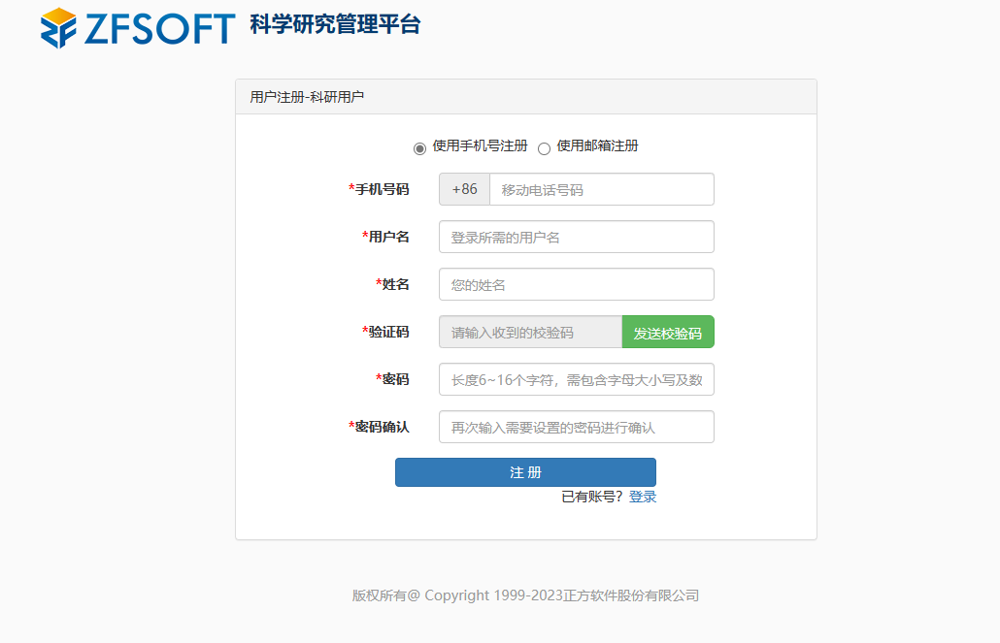 ZFSOFT 科学研究管理平台
用户注册-科研用户
使用手机号注册 使用邮箱注册
*手机号码 +86 移动电话号码
*用户名 登录所需的用户名
*姓名 您的姓名
*验证码 请输入收到的校验码 发送校验码
*密码 长度6~16个字符，需包含字母大小写及数
*密码确认 再次输入需要设置的密码进行确认
注 册
已有账号？登录
版权所有@ Copyright 1999-2023正方软件股份有限公司